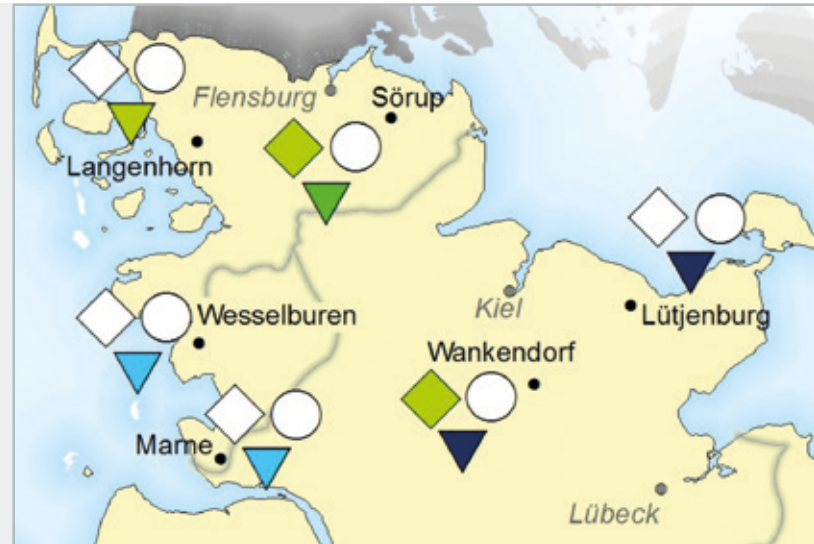 Flensburg
Sörup
Langenhorn
Kiel
Lütjenburg
Wesselburen
Wankendorf
Marne
Lübeck